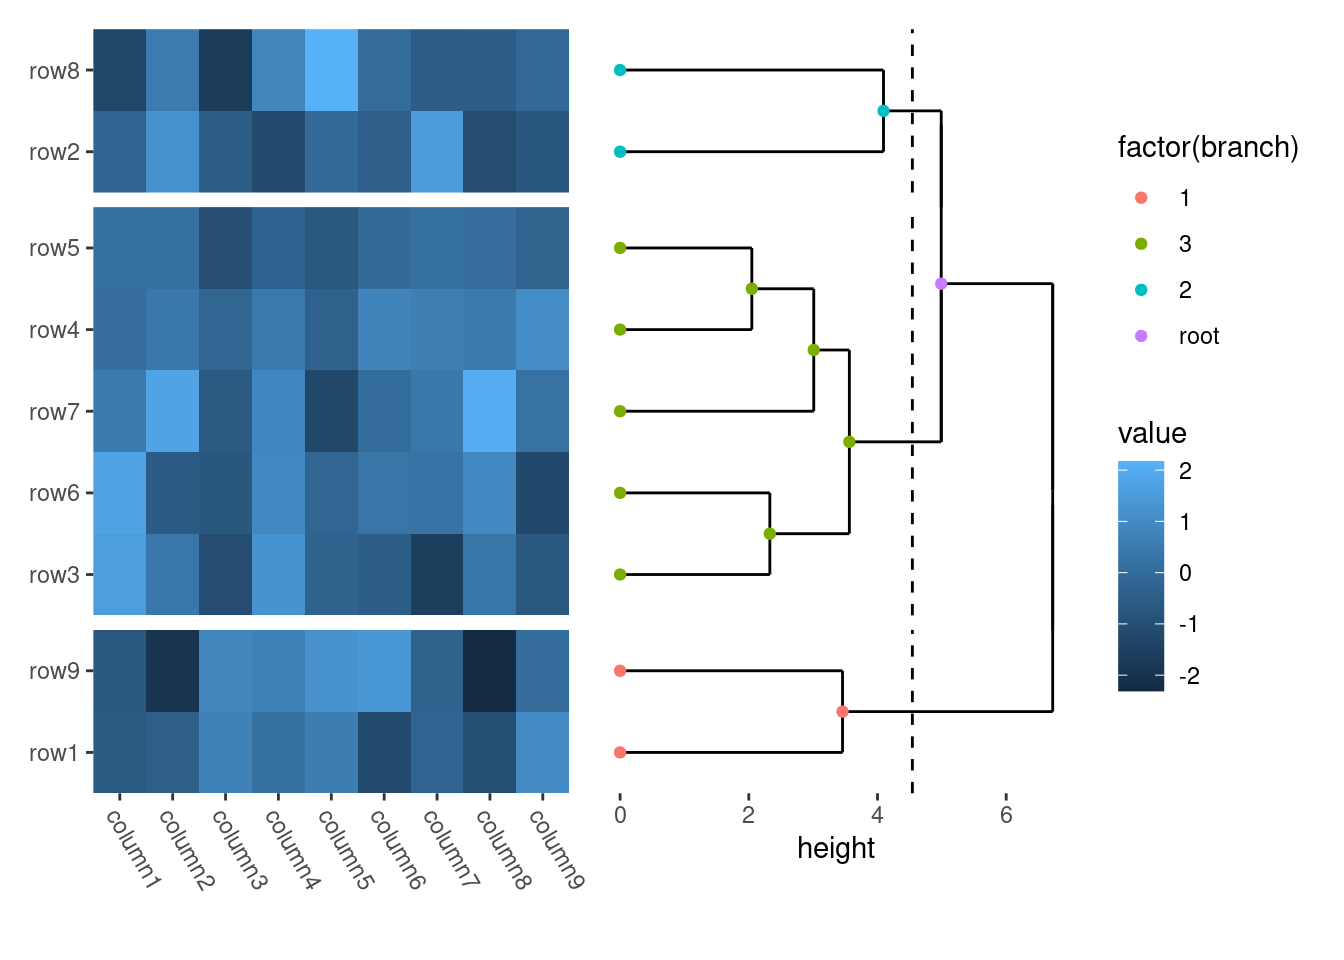 row8
row2
row5
row4
row7
row6
row3
row9
row1
column1
column2
column3
column4
column5
column6
column7
column8
column9
0
2
4
6
height
factor(branch)
1
3
2
root
value
2
1
0
-1
-2